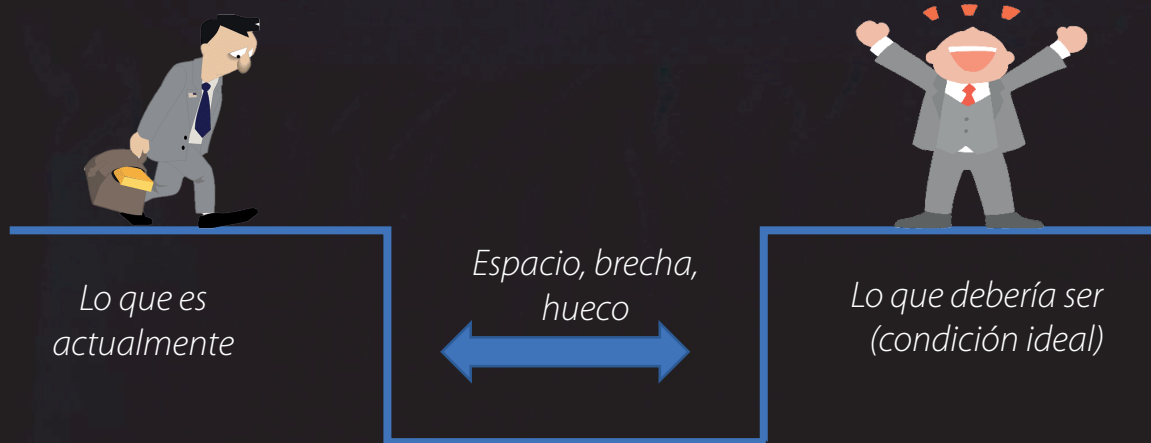 Lo que es
actualmente
Espacio, brecha,
hueco
Lo que debería ser
(condición ideal)